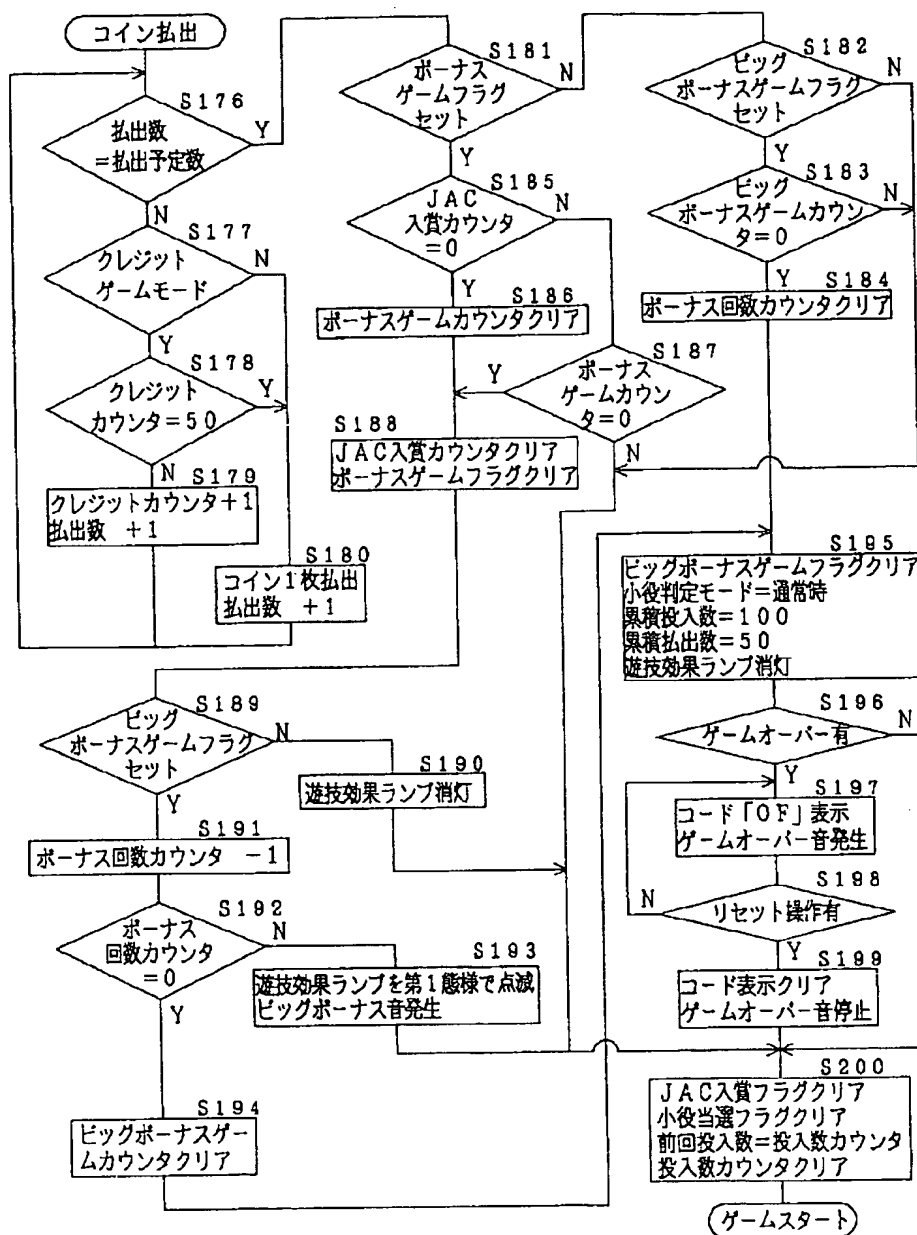 コイン払出
S176
払出数
=払出予定数
Y
N
S177
クレジット
ゲームモード
N
Y
S178
クレジット
カウンタ=50
Y
N
S179
クレジットカウンタ+1
払出数 +1
S180
コイン1枚払出
払出数 +1
S181
ボーナス
ゲームフラグ
セット
N
Y
S185
JAC
入賞カウンタ
=0
N
Y
S186
ボーナスゲームカウンタクリア
S187
ボーナス
ゲームカウン
タ=0
Y
N
S188
JAC入賞カウンタクリア
ボーナスゲームフラグクリア
S182
ビッグ
ボーナスゲームフラグ
セット
N
Y
S183
ビッグ
ボーナスゲームカウン
タ=0
N
Y
S184
ボーナス回数カウンタクリア
S189
ビッグ
ボーナスゲームフラグ
セット
N
Y
S190
遊技効果ランプ消灯
S191
ボーナス回数カウンタ -1
S192
ボーナス
回数カウンタ
=0
N
Y
S193
遊技効果ランプを第1態様で点滅
ビッグボーナス音発生
S194
ビッグボーナスゲー
ムカウンタクリア
S195
ビッグボーナスゲームフラグクリア
小役判定モード=通常時
累積投入数=100
累積払出数=50
遊技効果ランプ消灯
S196
ゲームオーバー有
N
Y
S197
コード「OF」表示
ゲームオーバー音発生
S198
リセット操作有
N
Y
S199
コード表示クリア
ゲームオーバー音停止
S200
JAC入賞フラグクリア
小役当選フラグクリア
前回投入数=投入数カウンタ
投入数カウンタクリア
ゲームスタート